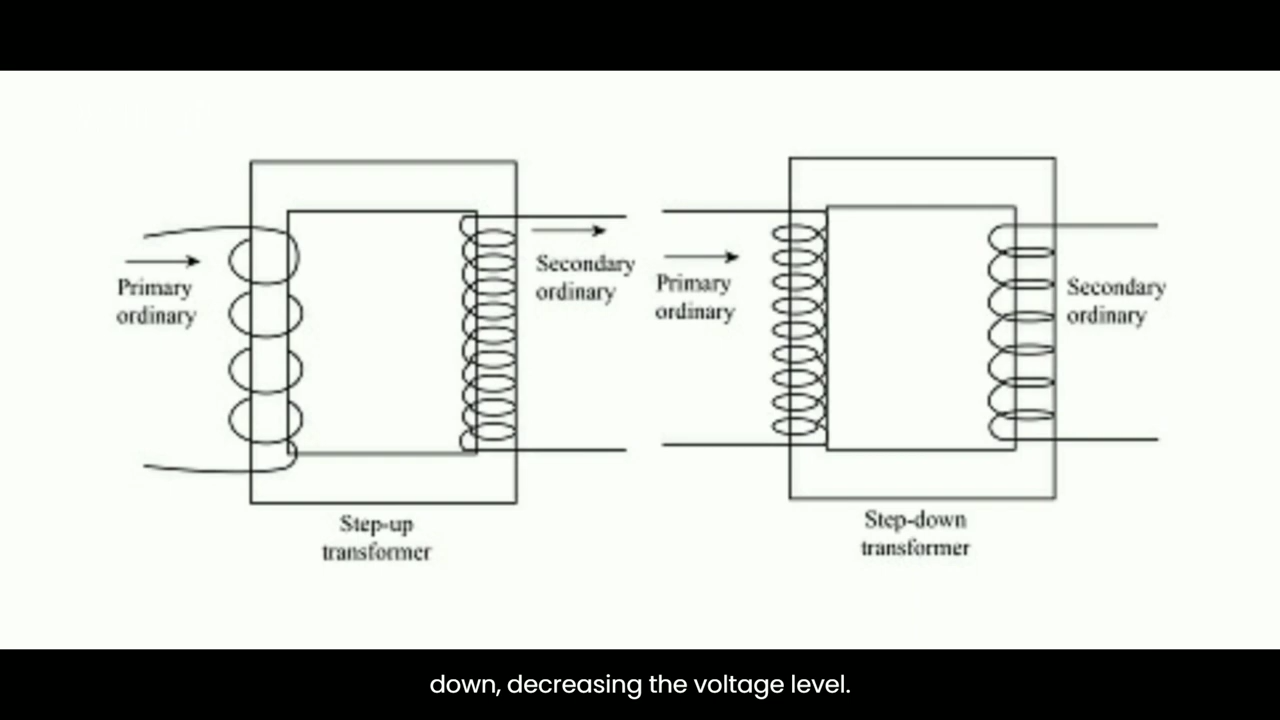 Primary
ordinary
Secondary
ordinary
Step-up
transformer
Primary
ordinary
Secondary
ordinary
Step-down
transformer
down, decreasing the voltage level.